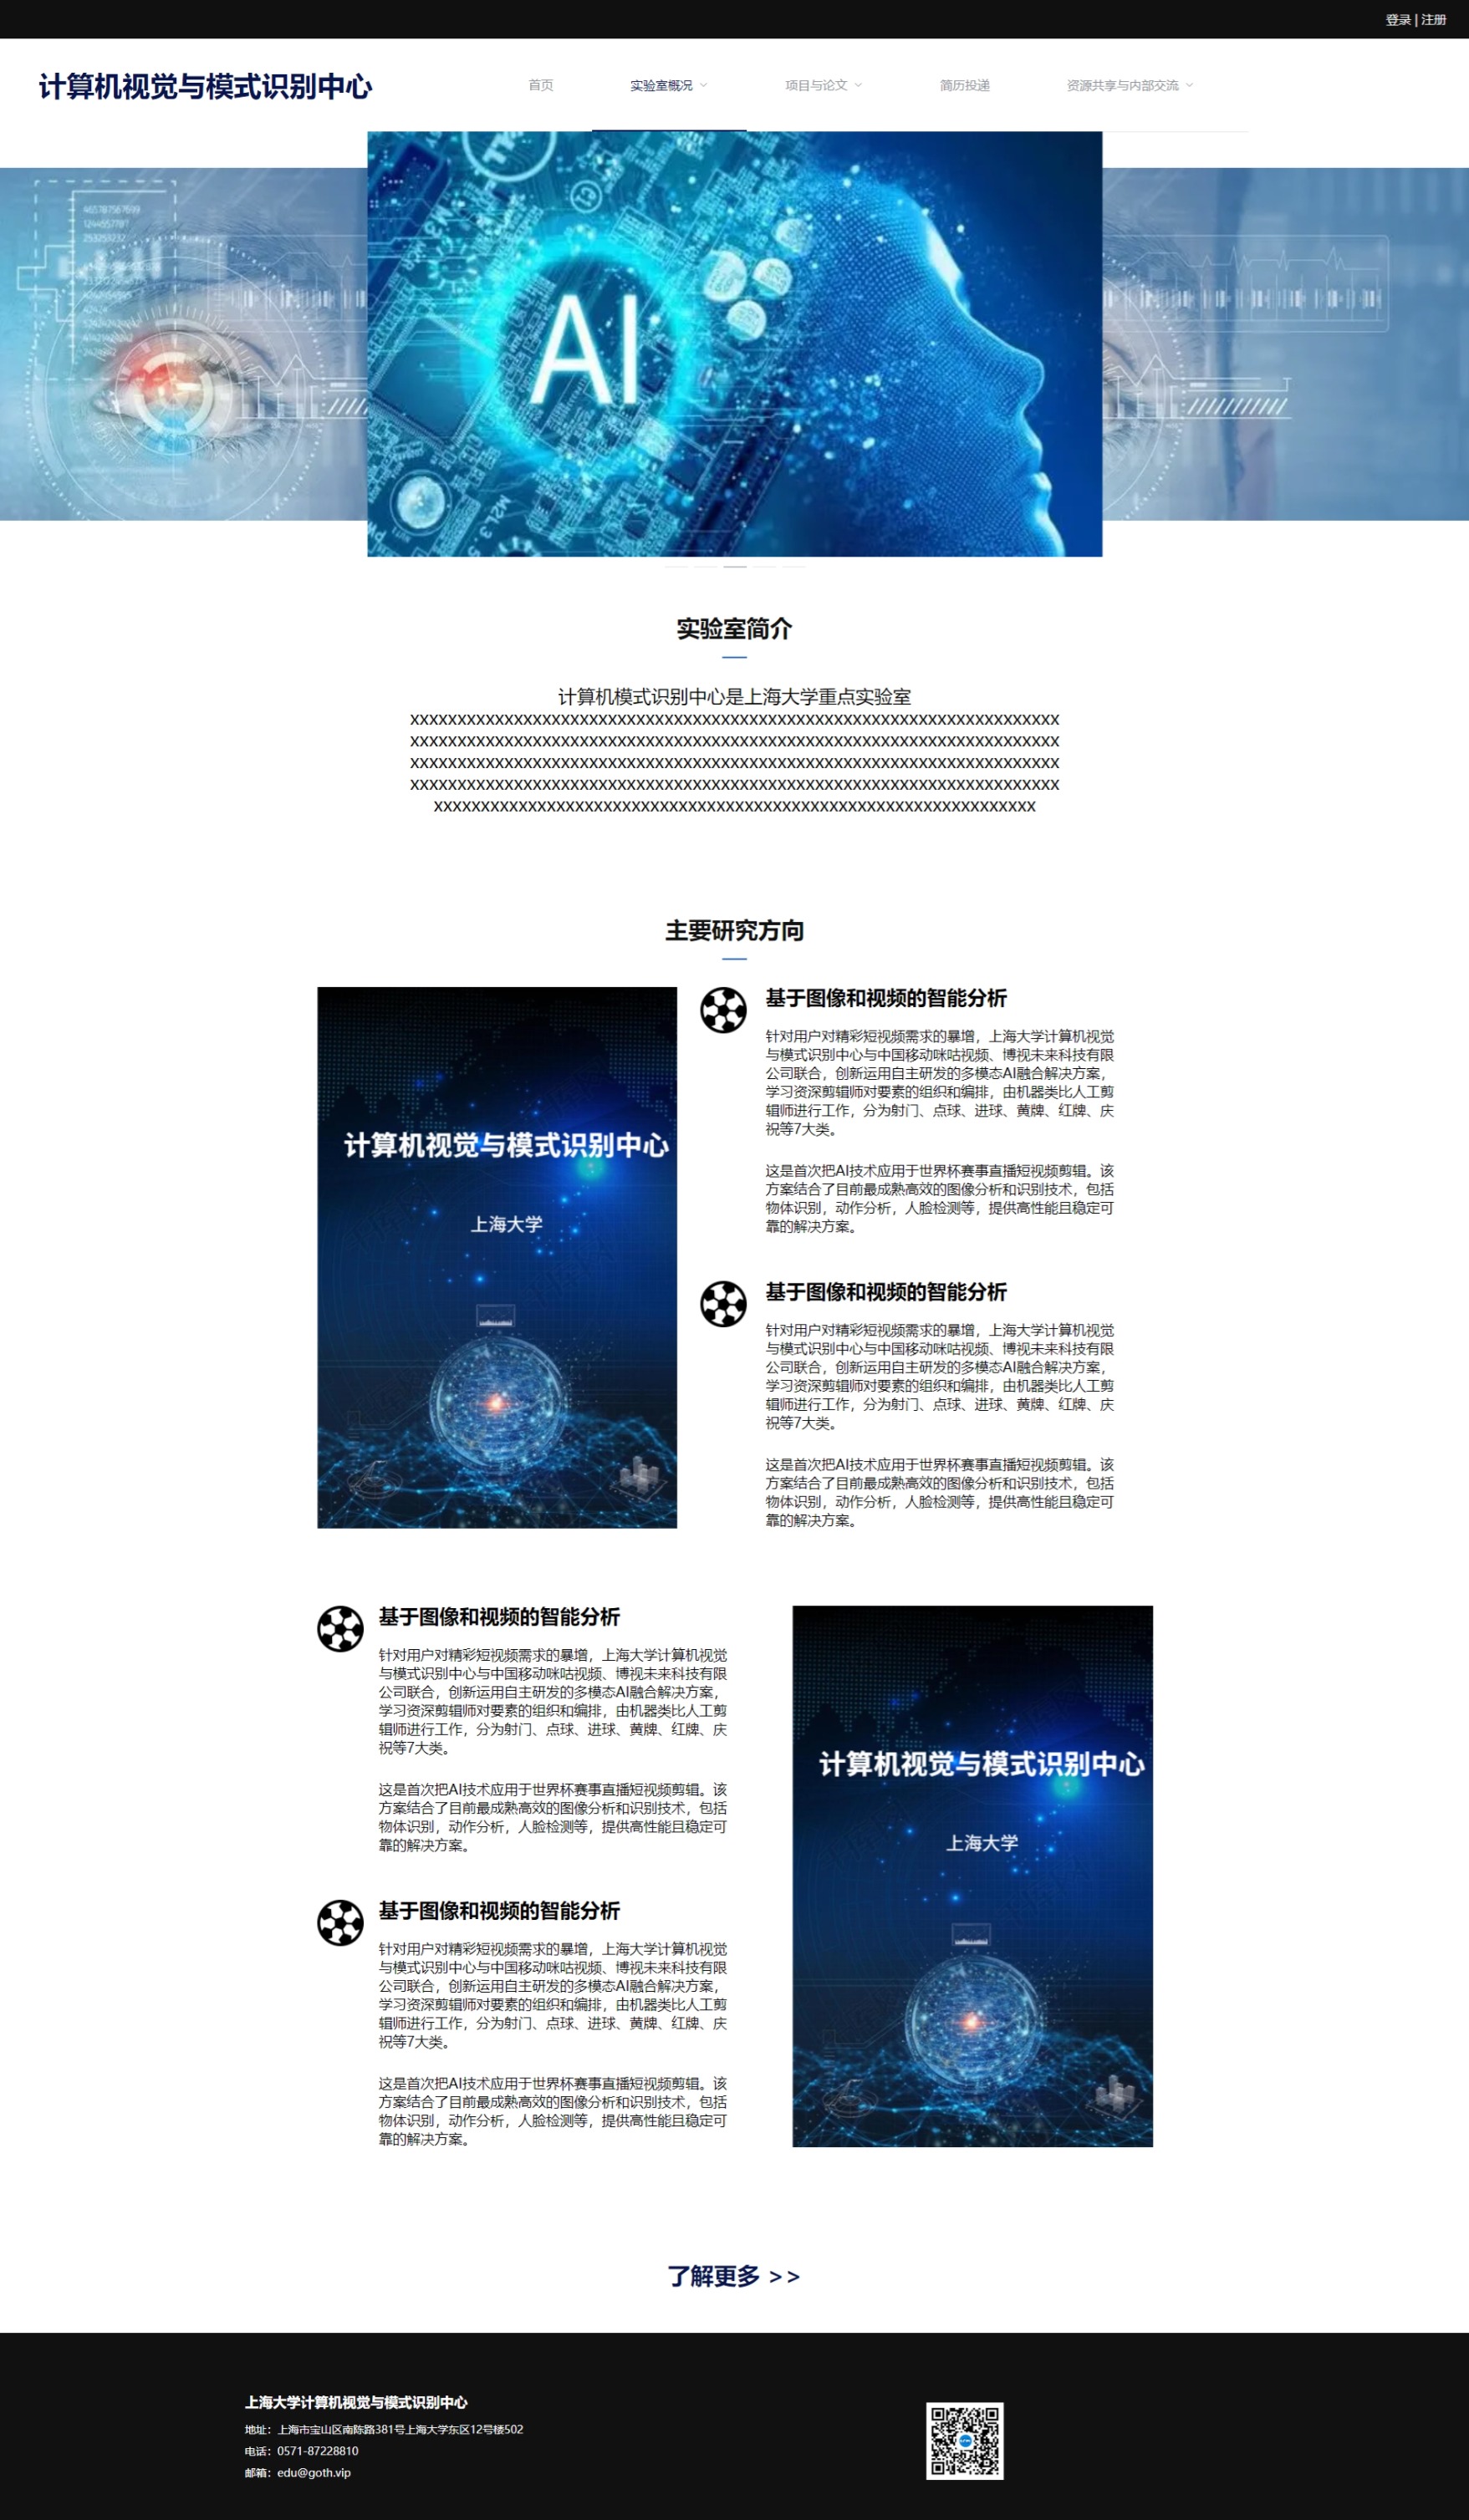 登录 | 注册
计算机视觉与模式识别中心
首页 实验室概况 项目与论文 简历投递 资源共享与内部交流
AI
实验室简介
计算机模式识别中心是上海大学重点实验室
主要研究方向
计算机视觉与模式识别中心
上海大学
基于图像和视频的智能分析
针对用户对精彩短视频需求的暴增，上海大学计算机视觉
与模式识别中心与中国移动咪咕视频、博视未来科技有限
公司联合，创新运用自主研发的多模态AI融合解决方案，
学习资深剪辑师对要素的组织和编排，由机器类比人工剪
辑师进行工作，分为射门、点球、进球、黄牌、红牌、庆
祝等7大类。
这是首次把AI技术应用于世界杯赛事直播短视频剪辑。该
方案结合了目前最成熟高效的图像分析和识别技术，包括
物体识别，动作分析，人脸检测等，提供高性能且稳定可
靠的解决方案。
基于图像和视频的智能分析
针对用户对精彩短视频需求的暴增，上海大学计算机视觉
与模式识别中心与中国移动咪咕视频、博视未来科技有限
公司联合，创新运用自主研发的多模态AI融合解决方案，
学习资深剪辑师对要素的组织和编排，由机器类比人工剪
辑师进行工作，分为射门、点球、进球、黄牌、红牌、庆
祝等7大类。
这是首次把AI技术应用于世界杯赛事直播短视频剪辑。该
方案结合了目前最成熟高效的图像分析和识别技术，包括
物体识别，动作分析，人脸检测等，提供高性能且稳定可
靠的解决方案。
基于图像和视频的智能分析
针对用户对精彩短视频需求的暴增，上海大学计算机视觉
与模式识别中心与中国移动咪咕视频、博视未来科技有限
公司联合，创新运用自主研发的多模态AI融合解决方案，
学习资深剪辑师对要素的组织和编排，由机器类比人工剪
辑师进行工作，分为射门、点球、进球、黄牌、红牌、庆
祝等7大类。
这是首次把AI技术应用于世界杯赛事直播短视频剪辑。该
方案结合了目前最成熟高效的图像分析和识别技术，包括
物体识别，动作分析，人脸检测等，提供高性能且稳定可
靠的解决方案。
基于图像和视频的智能分析
针对用户对精彩短视频需求的暴增，上海大学计算机视觉
与模式识别中心与中国移动咪咕视频、博视未来科技有限
公司联合，创新运用自主研发的多模态AI融合解决方案，
学习资深剪辑师对要素的组织和编排，由机器类比人工剪
辑师进行工作，分为射门、点球、进球、黄牌、红牌、庆
祝等7大类。
这是首次把AI技术应用于世界杯赛事直播短视频剪辑。该
方案结合了目前最成熟高效的图像分析和识别技术，包括
物体识别，动作分析，人脸检测等，提供高性能且稳定可
靠的解决方案。
计算机视觉与模式识别中心
上海大学
了解更多 >>
上海大学计算机视觉与模式识别中心
地址：上海市宝山区南陈路381号上海大学东区12号楼502
电话：0571-87228810
邮箱：edu@goth.vip